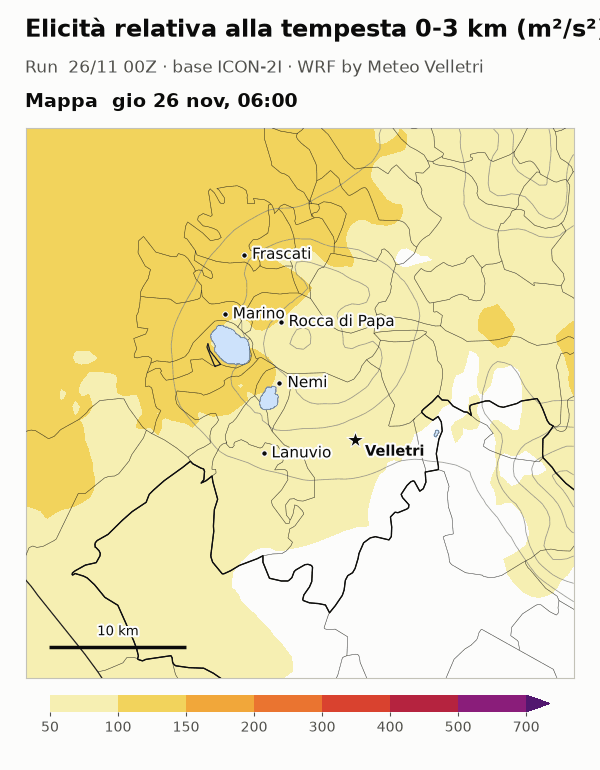 Elicità relativa alla tempesta 0-3 km (m²/s²)
Run 26/11 00Z · base ICON-2I · WRF by Meteo Velletri
Mappa gio 26 nov, 06:00
Frascati
Marino
Rocca di Papa
Nemi
Velletri
Lanuvio
10 km
50 100 150 200 300 400 500 700